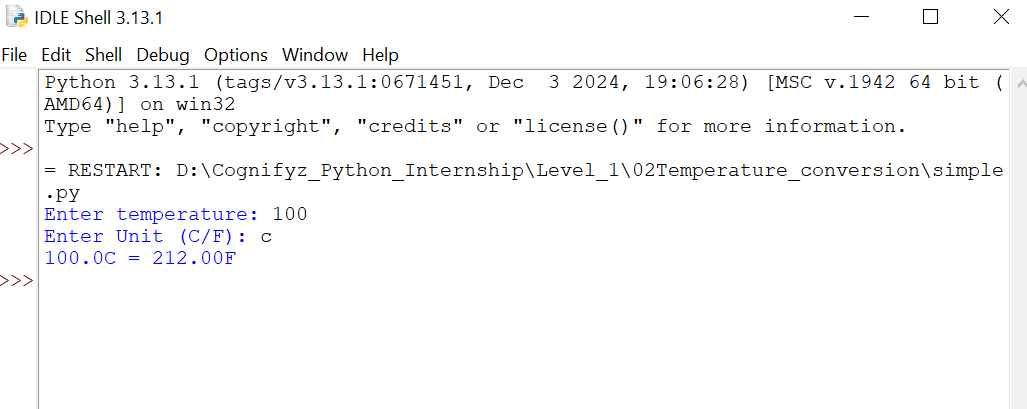 IDLE Shell 3.13.1
File Edit Shell Debug Options Window Help
Python 3.13.1 (tags/v3.13.1:0671451, Dec  3 2024, 19:06:28) [MSC v.1942 64 bit (
AMD64)] on win32
Type "help", "copyright", "credits" or "license()" for more information.
>>>
= RESTART: D:\Cognifyz_Python_Internship\Level_1\02Temperature_conversion\simple
.py
Enter temperature: 100
Enter Unit (C/F): c
100.0C = 212.00F
>>>